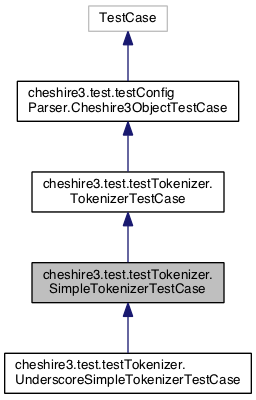 TestCase
cheshire3.test.testConfig
Parser.Cheshire3ObjectTestCase
cheshire3.test.testTokenizer.
TokenizerTestCase
cheshire3.test.testTokenizer.
SimpleTokenizerTestCase
cheshire3.test.testTokenizer.
UnderscoreSimpleTokenizerTestCase